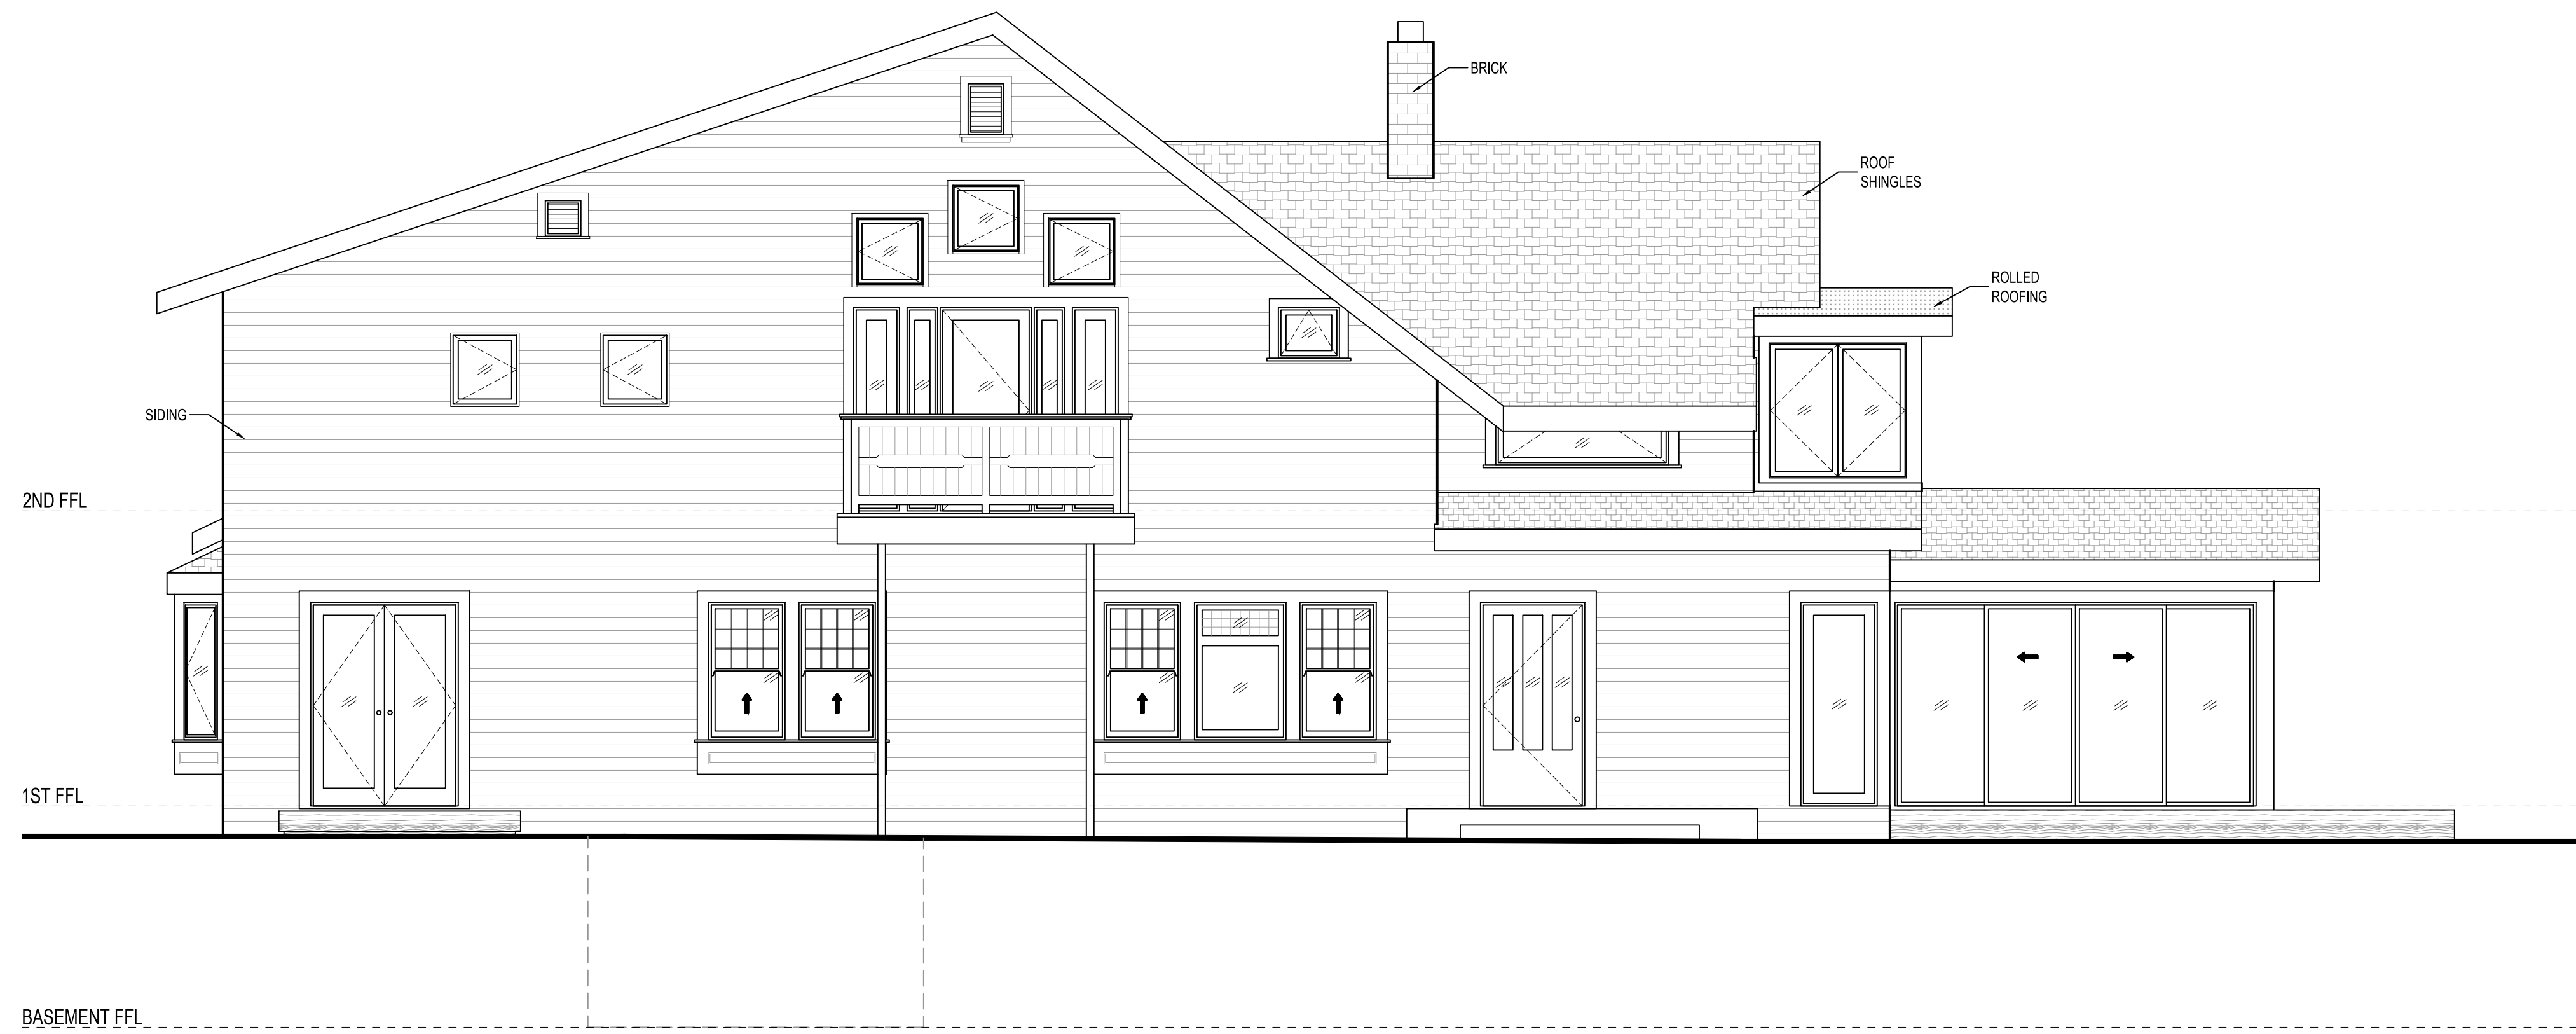 BRICK
ROOF
SHINGLES
ROLLED
ROOFING
SIDING
2ND FFL
1ST FFL
BASEMENT FFL